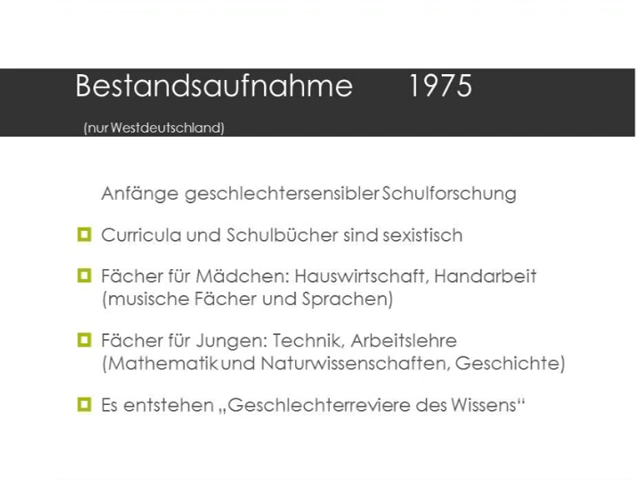 Bestandsaufnahme 1975
(nur Westdeutschland)
Anfänge geschlechtersensibler Schulforschung
Curricula und Schulbücher sind sexistisch
Fächer für Mädchen: Hauswirtschaft, Handarbeit
(musische Fächer und Sprachen)
Fächer für Jungen: Technik, Arbeitslehre
(Mathematik und Naturwissenschaften, Geschichte)
Es entstehen „Geschlechterreviere des Wissens“